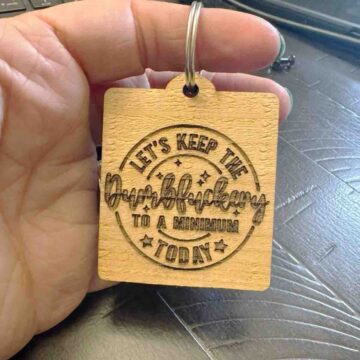 LET'S KEEP THE
Dumbfuckery
TO A MINIMUM
TODAY